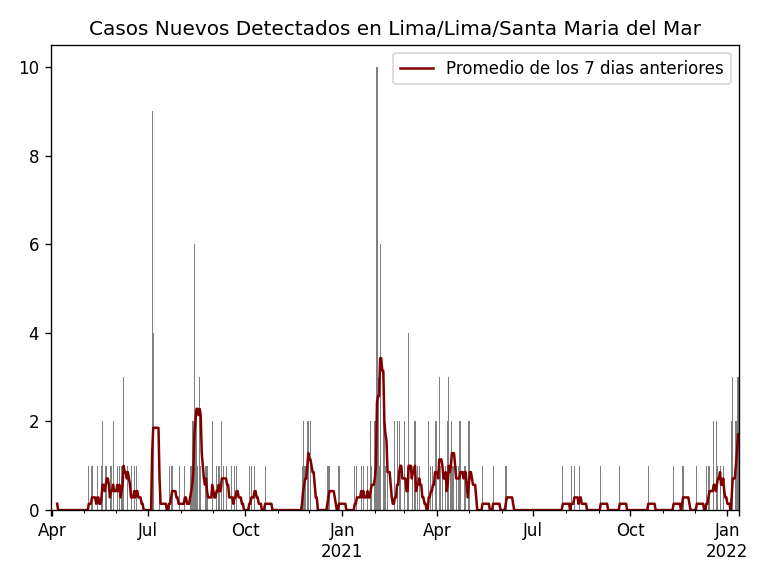 Casos Nuevos Detectados en Lima/Lima/Santa Maria del Mar
Promedio de los 7 dias anteriores
10
8
6
4
2
0
Apr Jul Oct Jan Apr Jul Oct Jan
2021 2022